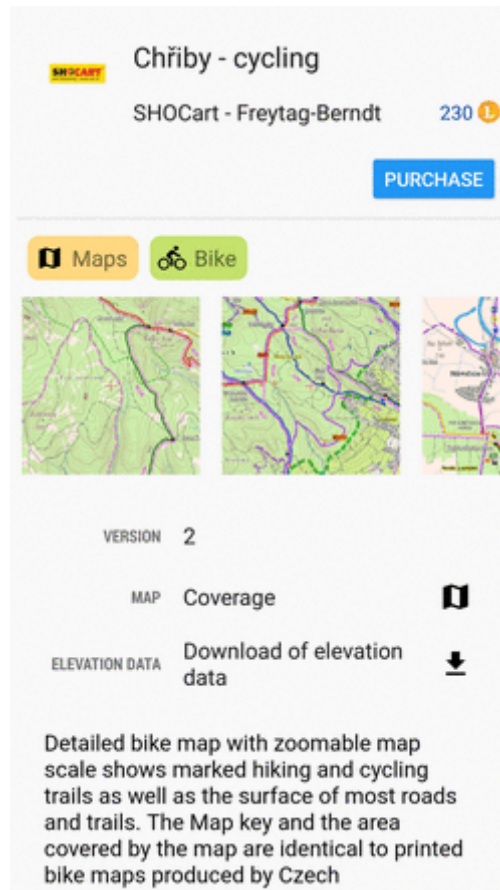 SHOCART
Chřiby - cycling
SHOCart - Freytag-Berndt
230 L
PURCHASE
Maps
Bike
VERSION 2
MAP Coverage
ELEVATION DATA Download of elevation
data
Detailed bike map with zoomable map
scale shows marked hiking and cycling
trails as well as the surface of most roads
and trails. The Map key and the area
covered by the map are identical to printed
bike maps produced by Czech